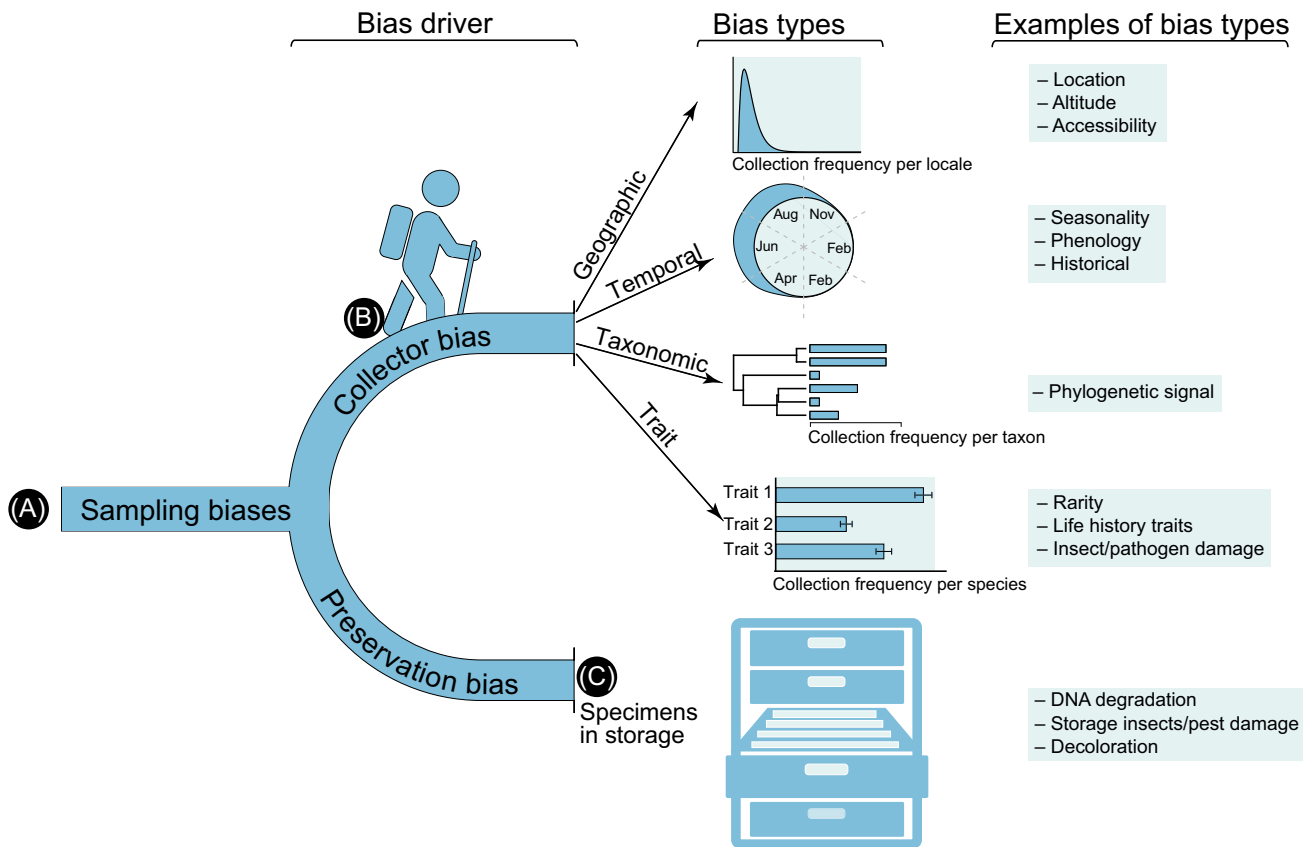 Bias driver
Bias types
Examples of bias types
– Location
– Altitude
– Accessibility
Collection frequency per locale
Geographic
Aug
Nov
Jun
Feb
Apr
Feb
– Seasonality
– Phenology
– Historical
Temporal
(B)
Collector bias
Taxonomic
Collection frequency per taxon
– Phylogenetic signal
Trait
(A)
Sampling biases
Trait 1
Trait 2
Trait 3
Collection frequency per species
– Rarity
– Life history traits
– Insect/pathogen damage
Preservation bias
(C)
Specimens
in storage
– DNA degradation
– Storage insects/pest damage
– Decoloration